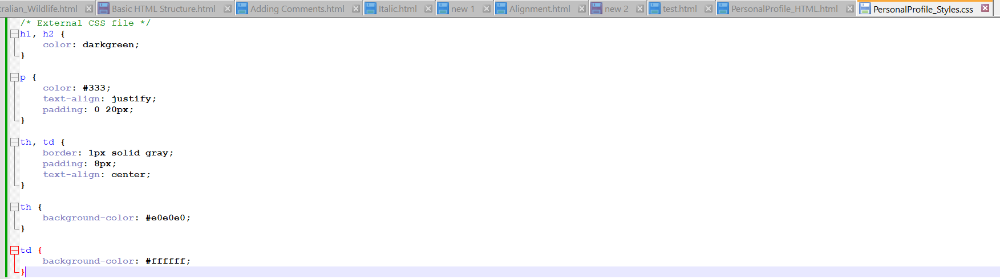 tralian_Wildlife.html Basic HTML Structure.html Adding Comments.html Italic.html new 1 Alignment.html new 2 test.html PersonalProfile_HTML.html PersonalProfile_Styles.css
/* External CSS file */
h1, h2 {
    color: darkgreen;
}
p {
    color: #333;
    text-align: justify;
    padding: 0 20px;
}
th, td {
    border: 1px solid gray;
    padding: 8px;
    text-align: center;
}
th {
    background-color: #e0e0e0;
}
td {
    background-color: #ffffff;
}